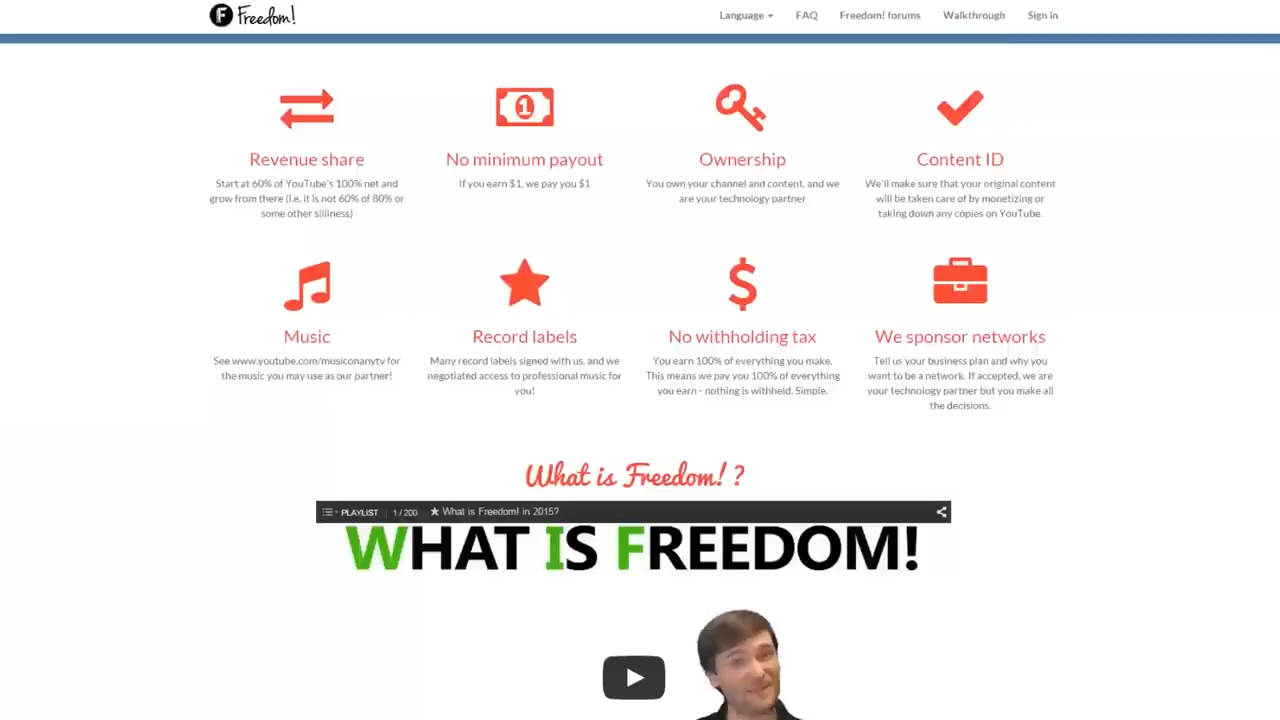 F Freedom!
Language FAQ Freedom! forums Walkthrough Sign in
1
Revenue share
Start at 60% of YouTube's 100% net and
grow from there (i.e. it is not 60% of 80% or
some other silliness)
No minimum payout
If you earn $1, we pay you $1
Ownership
You own your channel and content, and we
are your technology partner
Content ID
We'll make sure that your original content
will be taken care of by monetizing or
taking down any copies on YouTube.
$
Music
See www.youtube.com/musiconanytv for
the music you may use as our partner!
Record labels
Many record labels signed with us, and we
negotiated access to professional music for
you!
No withholding tax
You earn 100% of everything you make.
This means we pay you 100% of everything
you earn - nothing is withheld. Simple.
We sponsor networks
Tell us your business plan and why you
want to be a network. If accepted, we are
your technology partner but you make all
the decisions.
What is Freedom! ?
PLAYLIST | 1 / 200 ★ What is Freedom! in 2015?
WHAT IS FREEDOM!